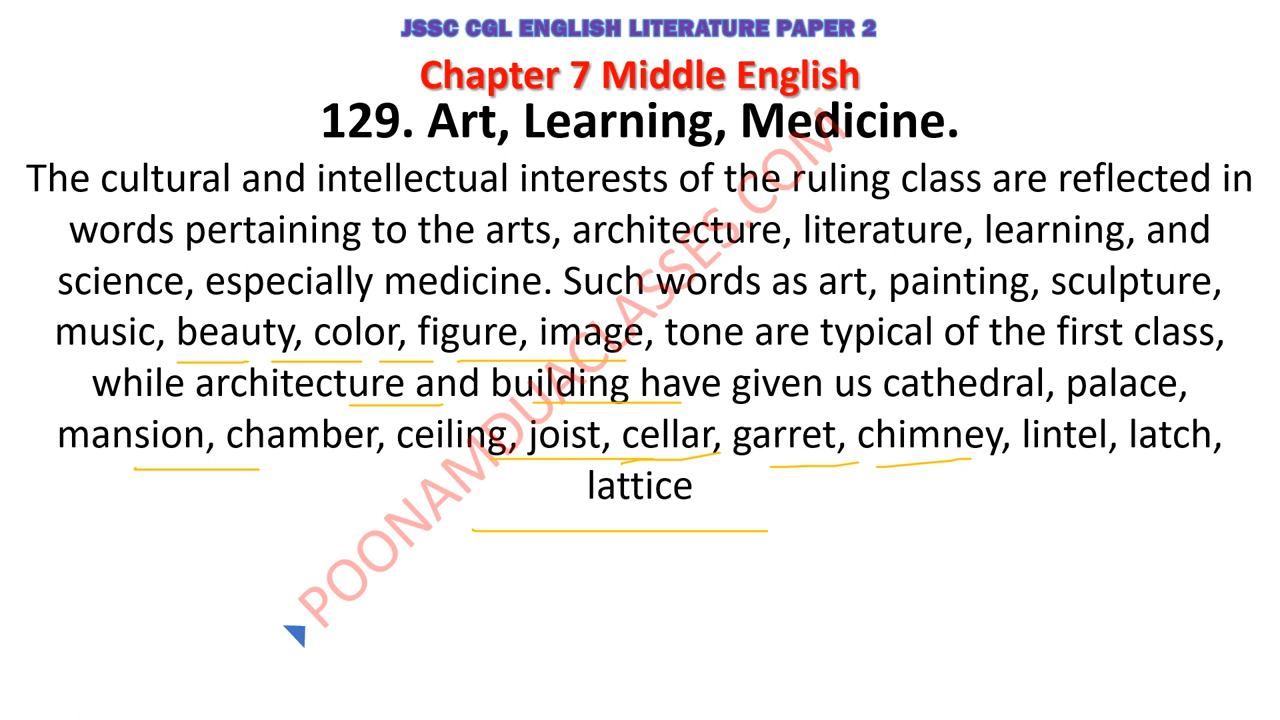 JSSC CGL ENGLISH LITERATURE PAPER 2
Chapter 7 Middle English
129. Art, Learning, Medicine.
The cultural and intellectual interests of the ruling class are reflected in
words pertaining to the arts, architecture, literature, learning, and
science, especially medicine. Such words as art, painting, sculpture,
music, beauty, color, figure, image, tone are typical of the first class,
while architecture and building have given us cathedral, palace,
mansion, chamber, ceiling, joist, cellar, garret, chimney, lintel, latch,
lattice
POONAMDUACLASSES.COM